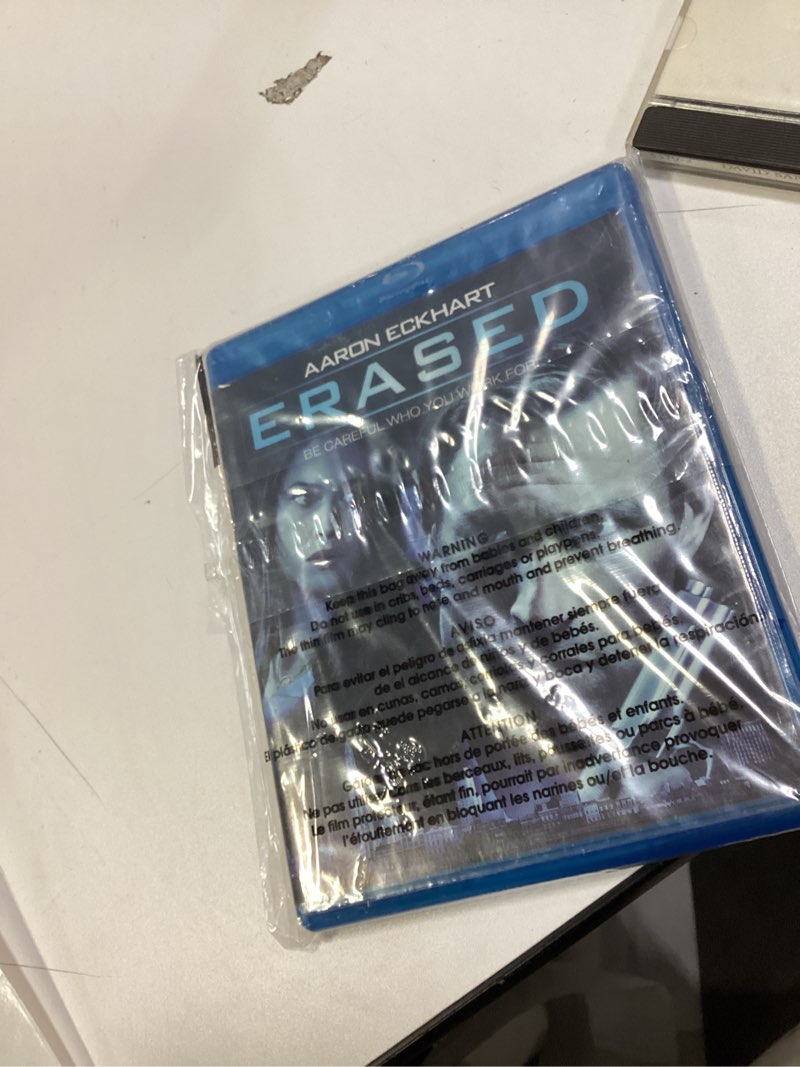 AARON ECKHART
ERASED
BE CAREFUL WHO YOU WORK FOR
WARNING
Keep this bag away from babies and children.
Do not use in cribs, beds, carriages or playpens.
The thin film may cling to nose and mouth and prevent breathing.
AVISO
Para evitar el peligro de asfixia mantener siempre fuera
de el alcance de niños y de bebés.
No usar en cunas, camas, carriolas y corrales para bebés.
El plástico delgado puede pegarse a la nariz y boca y detener la respiración.
ATTENTION
Garder ce sac hors de portée des bébés et enfants.
Ne pas utiliser dans les berceaux, lits, poussettes ou parcs à bébé.
Le film protecteur, étant fin, pourrait par inadvertance provoquer
l'étouffement en bloquant les narines ou/et la bouche.
DAVID